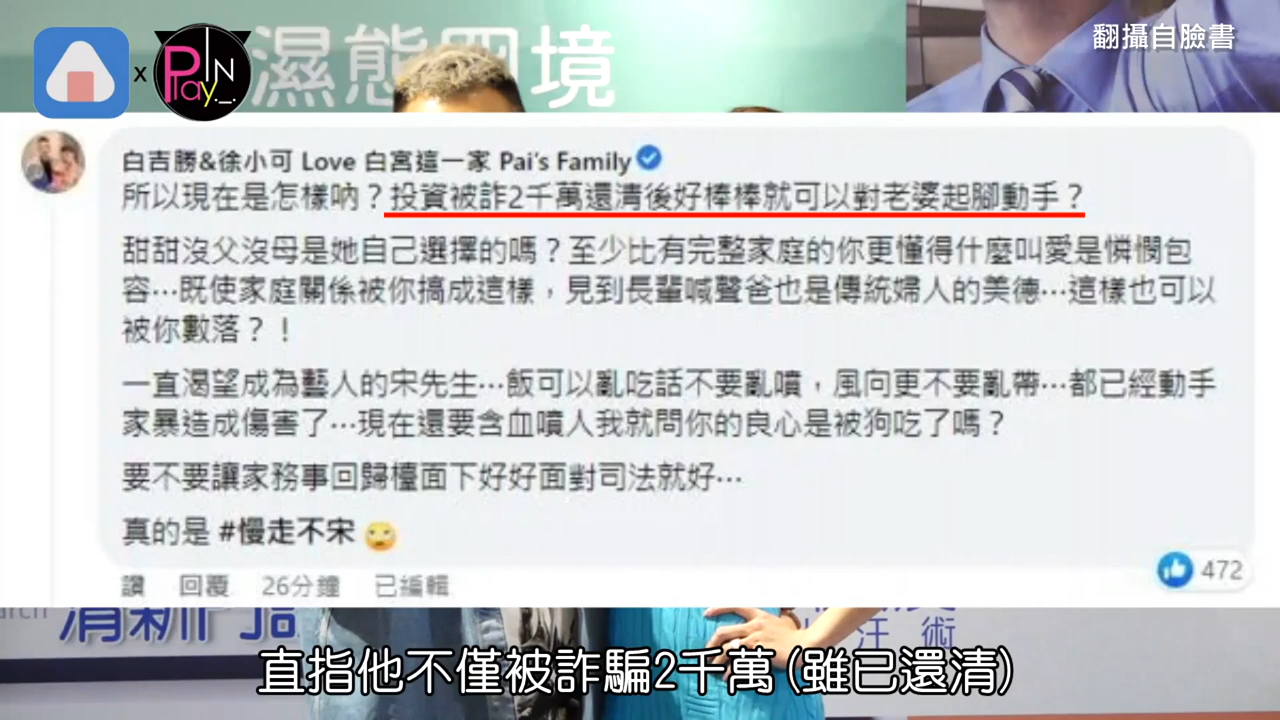 濕態
境
翻攝自臉書
x
PlayIN
白吉勝&徐小可 Love 白宮這一家 Pai's Family
所以現在是怎樣吶？投資被詐2千萬還清後好棒棒就可以對老婆起腳動手？
甜甜沒父沒母是她自己選擇的嗎？至少比有完整家庭的你更懂得什麼叫愛是憐憫包
容…既使家庭關係被你搞成這樣，見到長輩喊聲爸也是傳統婦人的美德…這樣也可以
被你數落？！
一直渴望成為藝人的宋先生…飯可以亂吃話不要亂噴，風向更不要亂帶…都已經動手
家暴造成傷害了…現在還要含血噴人我就問你的良心是被狗吃了嗎？
要不要讓家務事回歸檯面下好好面對司法就好…
真的是 #慢走不宋
讚 回覆 26分鐘 已編輯
472
汗 術
直指他不僅被詐騙2千萬(雖已還清)